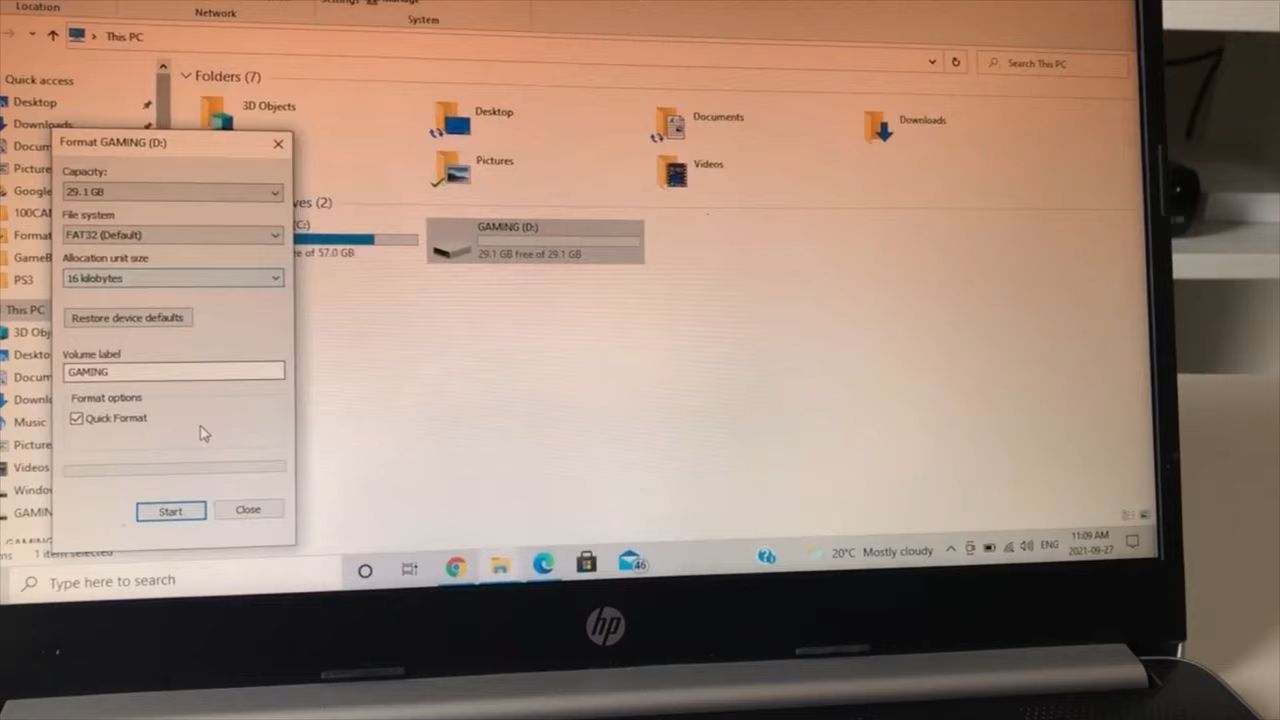 Location
Network
System
This PC
Search This PC
Quick access
Folders (7)
Desktop
Downloads
3D Objects
Desktop
Documents
Downloads
Pictures
Videos
ves (2)
(C:)
e of 57.0 GB
GAMING (D:)
29.1 GB free of 29.1 GB
Format GAMING (D:)
Capacity:
29.1 GB
File system
FAT32 (Default)
Allocation unit size
16 kilobytes
Restore device defaults
Volume label
GAMING
Format options
Quick Format
Start
Close
Docum
Picture
Google
100CA
Format
GameB
PS3
This PC
3D Obj
Deskto
Docum
Downl
Music
Picture
Videos
Windo
GAMIN
1 item selected
Type here to search
46
20°C Mostly cloudy
ENG
11:09 AM
2021-09-27
hp